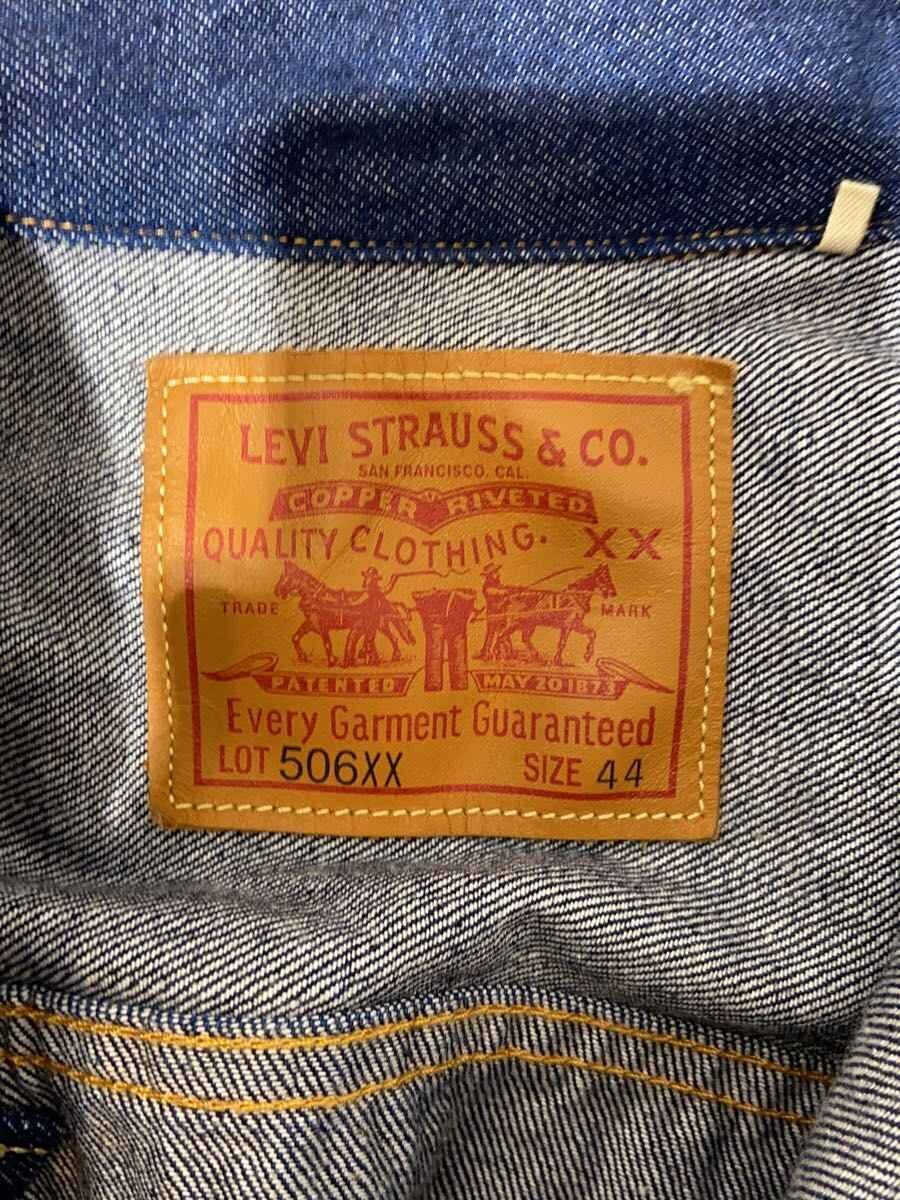 LEVI STRAUSS & CO.
SAN FRANCISCO, CAL.
COPPER RIVETED
QUALITY CLOTHING. XX
TRADE MARK
PATENTED MAY 20 1873
Every Garment Guaranteed
LOT 506XX SIZE 44